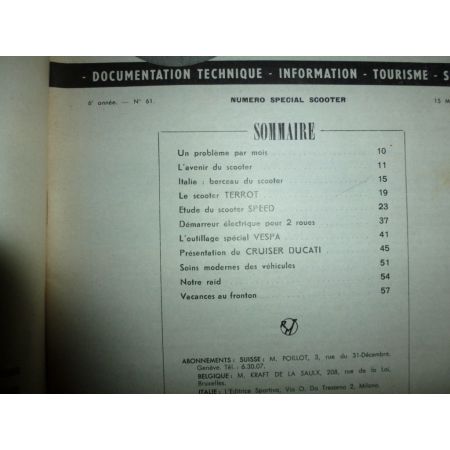 - DOCUMENTATION TECHNIQUE - INFORMATION - TOURISME - S
6e année. — N° 61. NUMERO SPECIAL SCOOTER 15 M
SOMMAIRE
Un problème par mois 10
L'avenir du scooter 11
Italie : berceau du scooter 15
Le scooter TERROT 19
Etude du scooter SPEED 23
Démarreur électrique pour 2 roues 37
L'outillage spécial VESPA 41
Présentation du CRUISER DUCATI 45
Soins modernes des véhicules 51
Notre raid 54
Vacances au fronton 57
ABONNEMENTS : SUISSE : M. POILLOT, 3, rue du 31-Décembre.
Genève. Tél. : 6.30.07.
BELGIQUE : M. KRAFT DE LA SAULX, 208, rue de la Loi,
Bruxelles.
ITALIE : L'Editrice Sportiva, Via O. Da Tresseno 2, Milano.